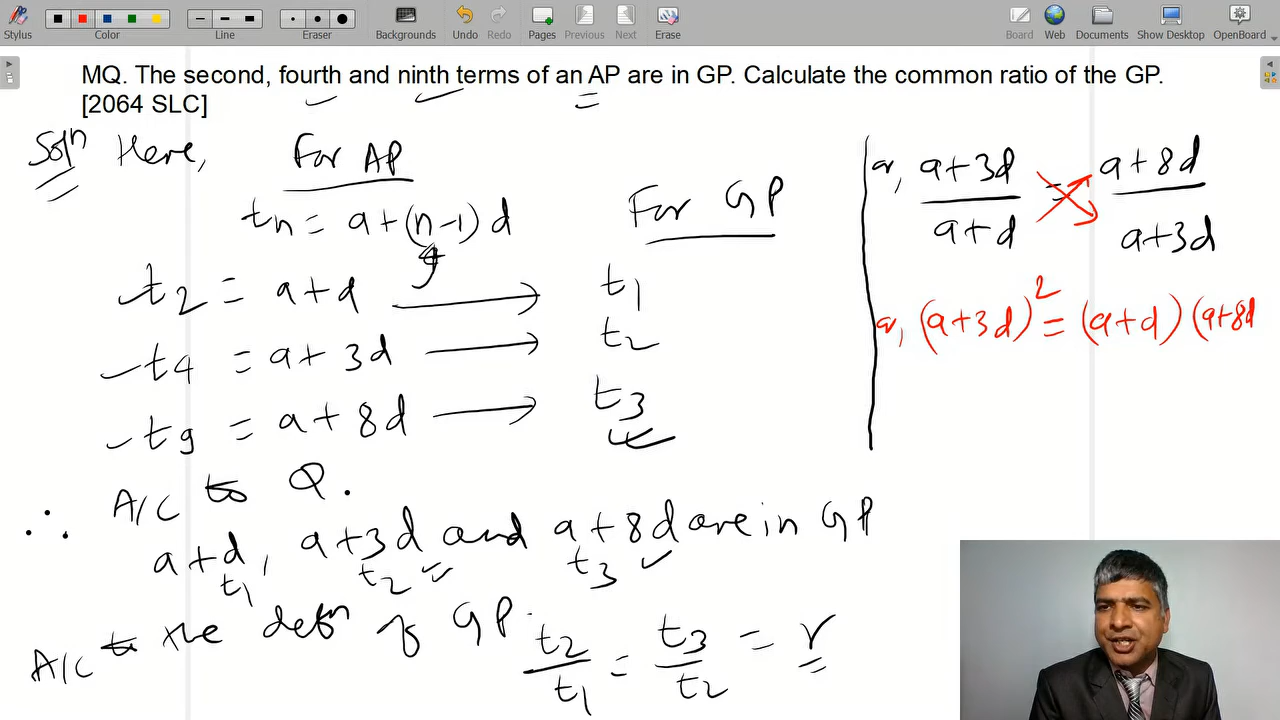 Stylus Color Line Eraser Backgrounds Undo Redo Pages Previous Next Erase Board Web Documents Show Desktop OpenBoard
MQ. The second, fourth and ninth terms of an AP are in GP. Calculate the common ratio of the GP.
[2064 SLC]
Solⁿ Here, For AP
tn = a+(n-1)d
t2 = a+d
t4 = a+3d
t9 = a+8d
For GP
t1
t2
t3
A/C to Q.
∴ a+d, a+3d and a+8d are in GP
t1 t2 t3
A/C to the defⁿ of GP.
t2/t1 = t3/t2 = r
or, (a+3d)/(a+d) = (a+8d)/(a+3d)
or, (a+3d)² = (a+d)(a+8d